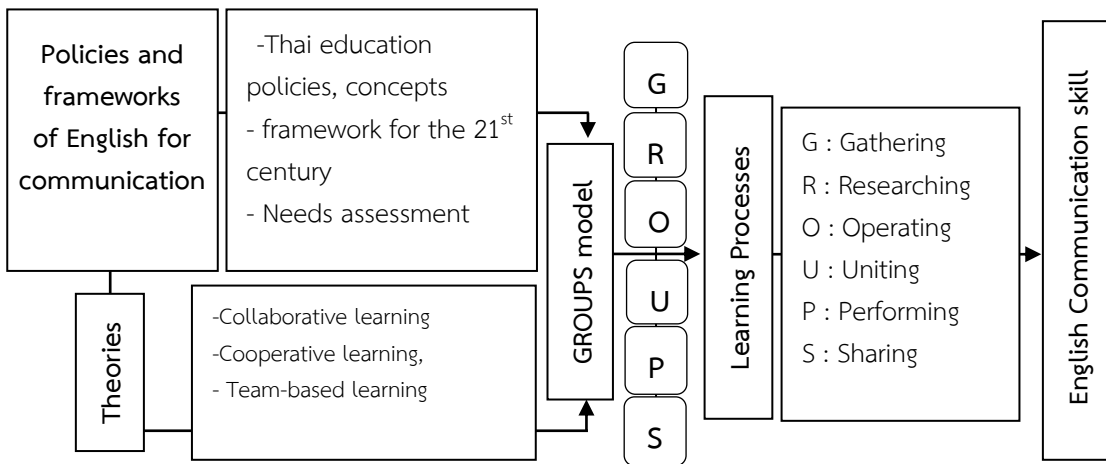 Policies and
frameworks
of English for
communication
-Thai education
policies, concepts
- framework for the 21st
century
- Needs assessment
Theories
-Collaborative learning
-Cooperative learning,
- Team-based learning
GROUPS model
G
R
O
U
P
S
Learning Processes
G : Gathering
R : Researching
O : Operating
U : Uniting
P : Performing
S : Sharing
English Communication skill